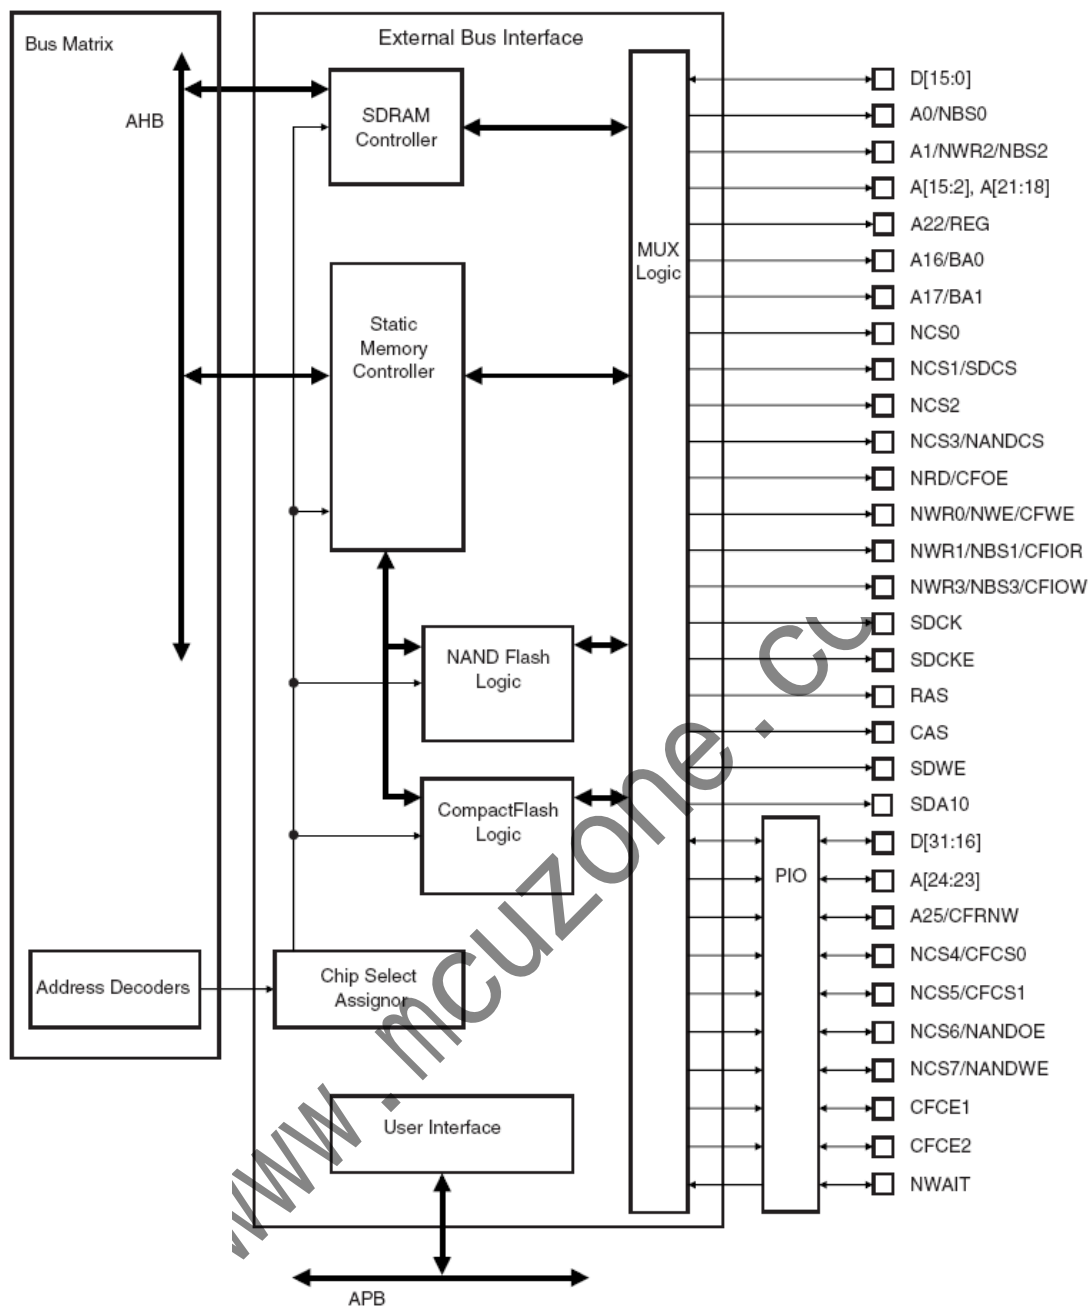 Bus Matrix
AHB
Address Decoders
External Bus Interface
SDRAM
Controller
Static
Memory
Controller
NAND Flash
Logic
CompactFlash
Logic
Chip Select
Assignor
User Interface
APB
MUX
Logic
PIO
D[15:0]
A0/NBS0
A1/NWR2/NBS2
A[15:2], A[21:18]
A22/REG
A16/BA0
A17/BA1
NCS0
NCS1/SDCS
NCS2
NCS3/NANDCS
NRD/CFOE
NWR0/NWE/CFWE
NWR1/NBS1/CFIOR
NWR3/NBS3/CFIOW
SDCK
SDCKE
RAS
CAS
SDWE
SDA10
D[31:16]
A[24:23]
A25/CFRNW
NCS4/CFCS0
NCS5/CFCS1
NCS6/NANDOE
NCS7/NANDWE
CFCE1
CFCE2
NWAIT
www.mcuzone.co